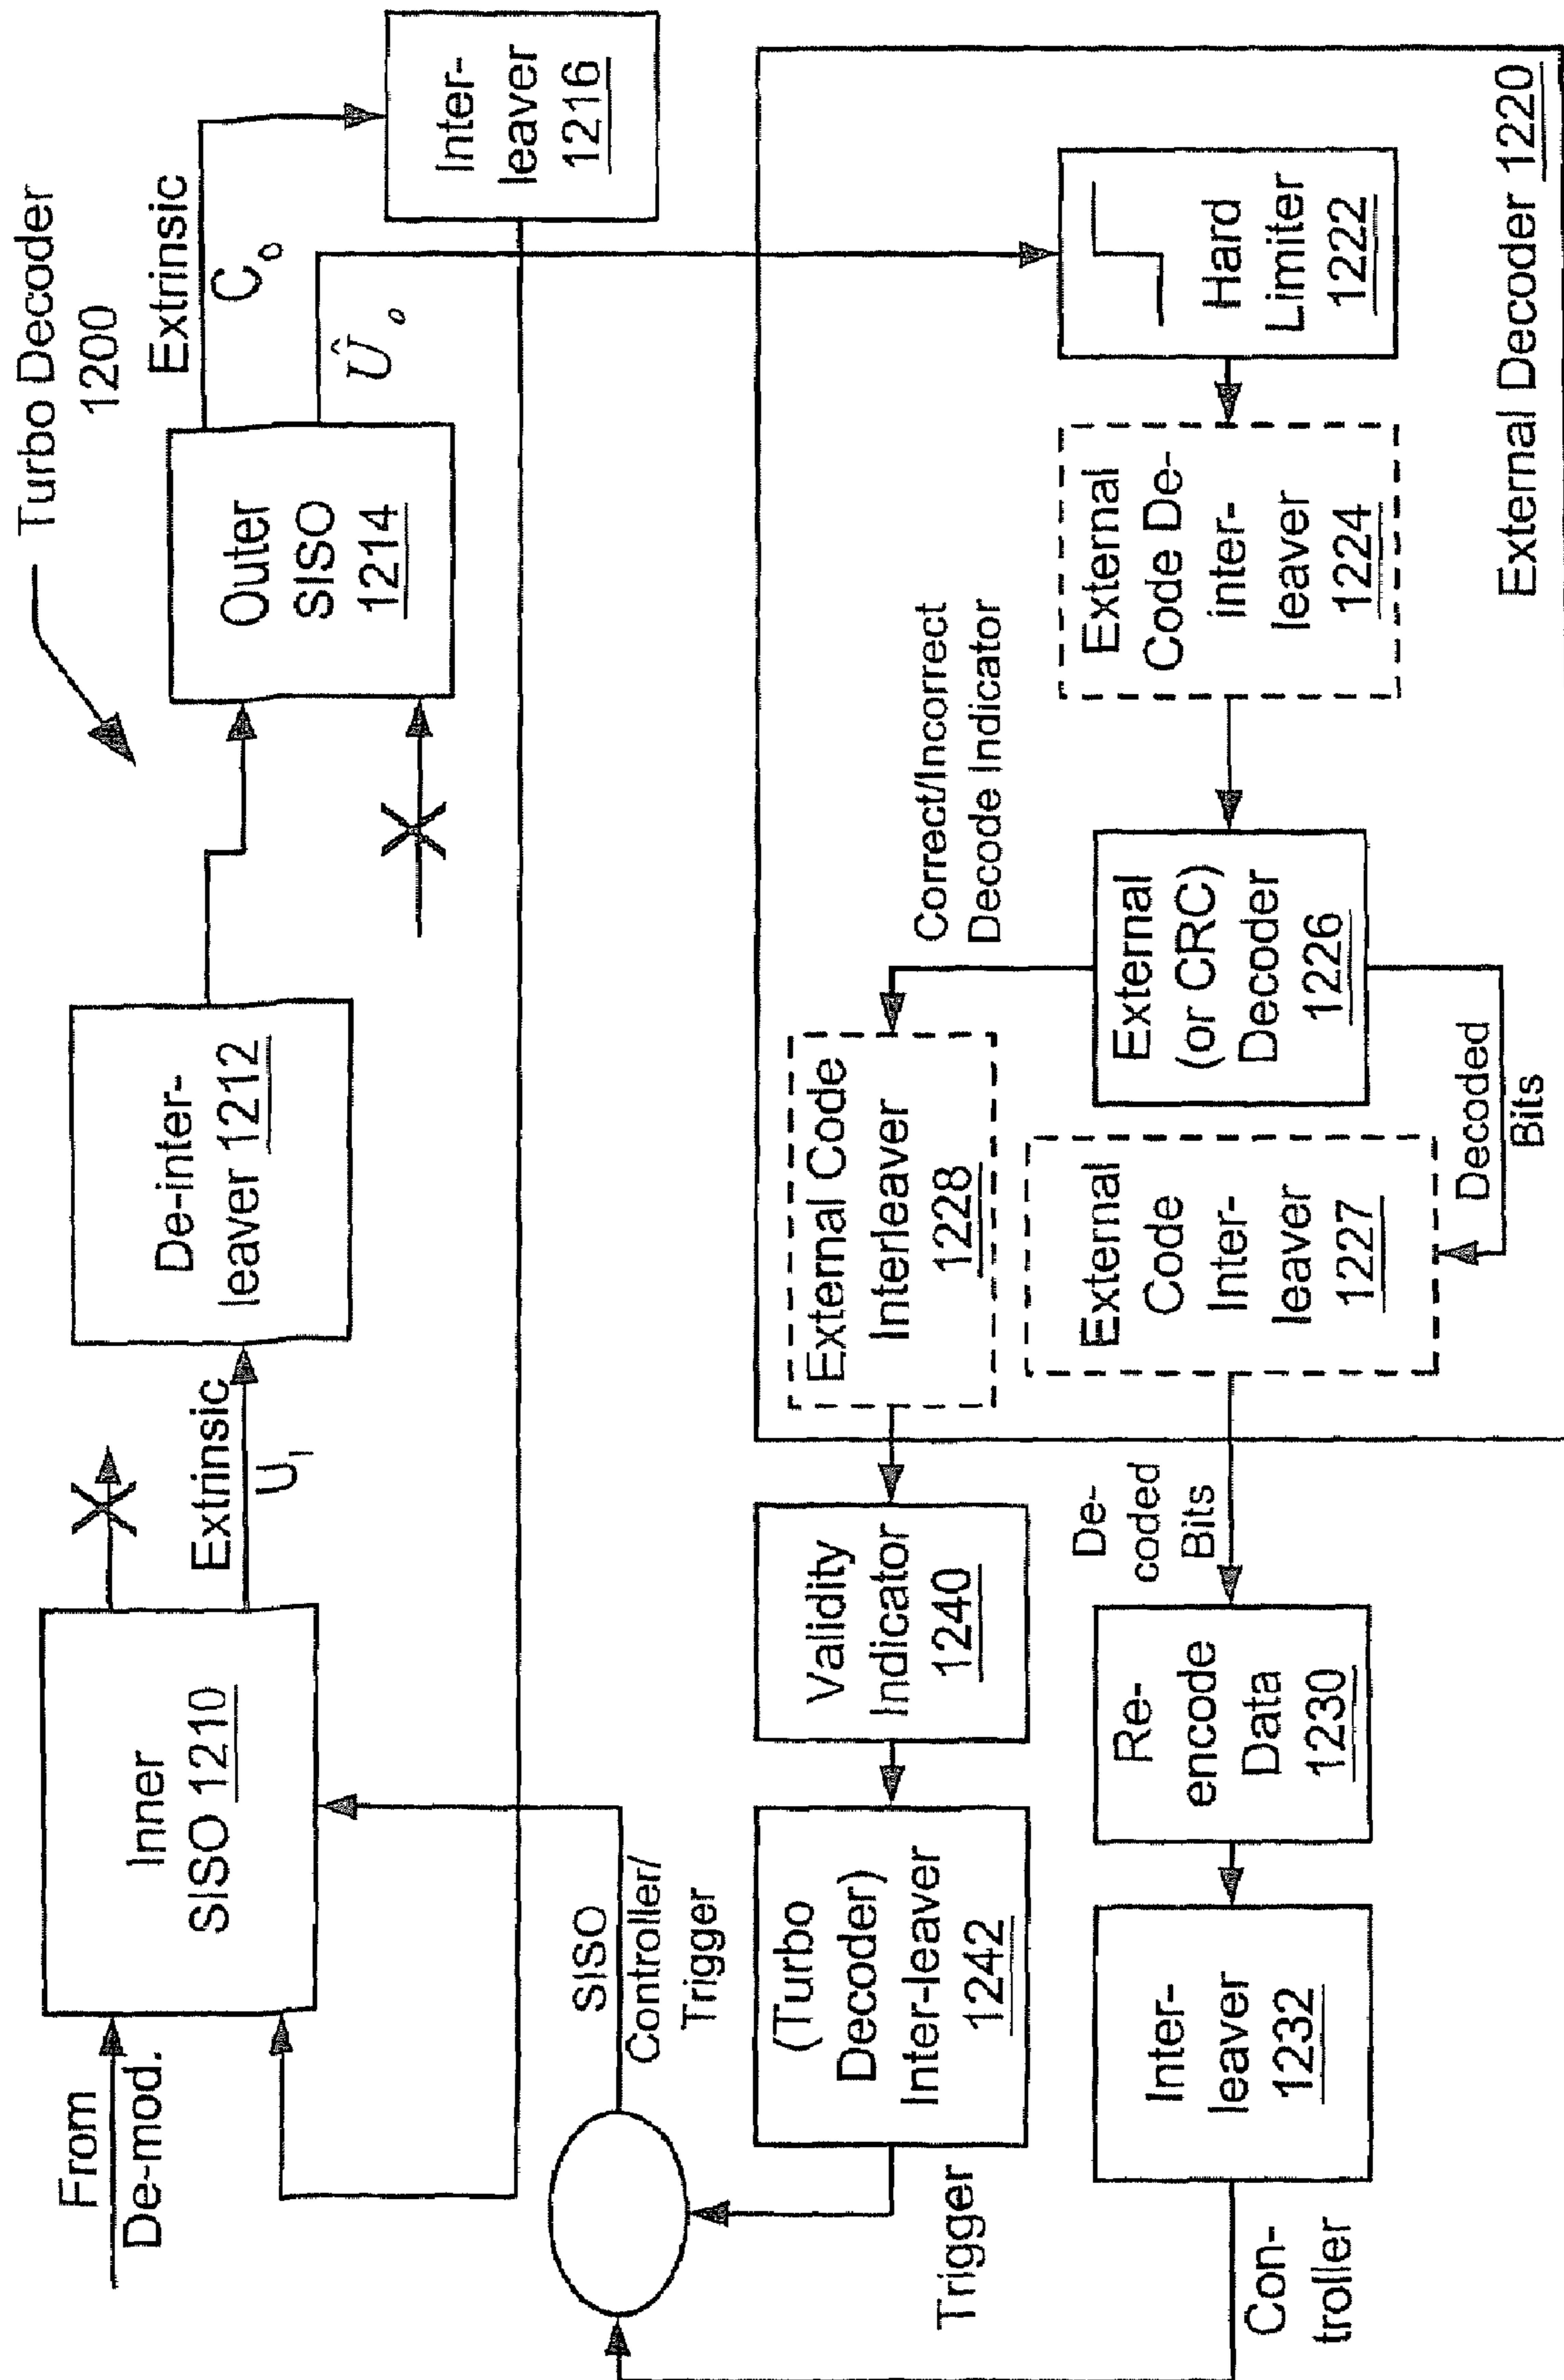 Turbo Decoder
1200
From
De-mod.
Inner
SISO 1210
Extrinsic
U I
De-inter-
leaver 1212
Outer
SISO
1214
Extrinsic
C o
Û o
Inter-
leaver
1216
SISO
Controller/
Trigger
Trigger
(Turbo
Decoder)
Inter-leaver
1242
Validity
Indicator
1240
External Code
Interleaver
1228
Correct/Incorrect
Decode Indicator
Con-
troller
Inter-
leaver
1232
Re-
encode
Data
1230
De-
coded
Bits
External
Code
Inter-
leaver
1227
Decoded
Bits
External
(or CRC)
Decoder
1226
External
Code De-
inter-
leaver
1224
Hard
Limiter
1222
External Decoder 1220